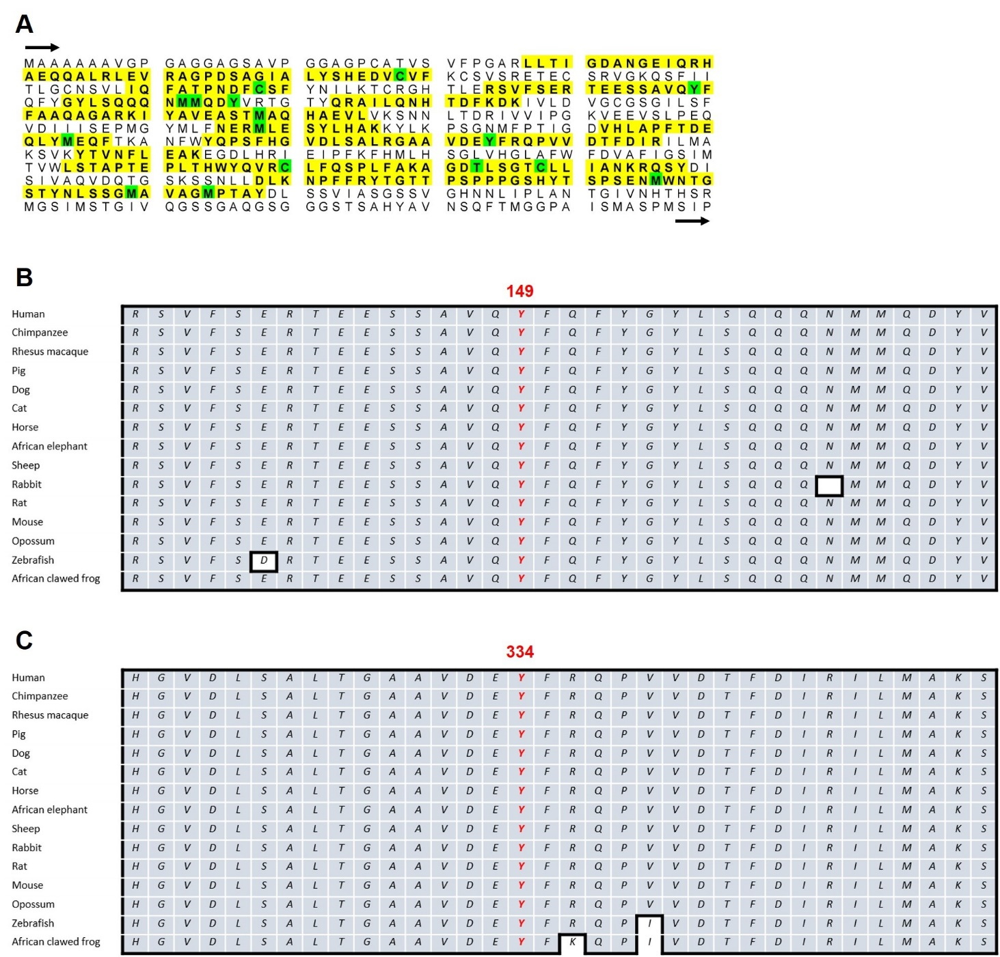 A
MAAAAAAVGP GAGGAGSAVP GGAGPCATVS VFPGARLLTI GDANGEIQRH
AEQQALRLEV RAGPDSAGIA LYSHEDVCVF KCSVSRETEC SRVGKQSFII
TLGCNSVLIQ FATPNDFCSF YNILKTCRGH TLERSVFSER TEESSAVQYF
QFYGYLSQQQ NMMQDYVRTG TYQRAILQNH TDFKDKIVLD VGCGSGILSF
FAAQAGARKI YAVEASTMAQ HAEVLVKSNN LTDRIVVIPG KVEEVSLPEQ
VDIIISEPMG YMLFNERMLE SYLHAKKYLK PSGNMFPTIG DVHLAPFTDE
QLYMEQFTKA NFWYQPSFHG VDLSALRGAA VDEYFRQPVV DTFDIRILMA
KSVKYTVNFL EAKEGDLHRI EIPFKFHMLH SGLVHGLAFW FDVAFIGSIM
TVWLSTAPTE PLTHWYQVRC LFQSPLFAKA GDTLSGTCLL IANKRQSYDI
SIVAQVDQTG SKSSNLLDLK NPFFRYTGTT PSPPPGSHYT SPSENMWNTG
STYNLSSGMA VAGMPTAYDL SSVIASGSSV GHNNLIPLAN TGIVNHTHSR
MGSIMSTGIV QGSSGAQGSG GGSTSAHYAV NSQFTMGGPA ISMASPMSIP
B
149
Human R S V F S E R T E E S S A V Q Y F Q F Y G Y L S Q Q Q N M M Q D Y V
Chimpanzee R S V F S E R T E E S S A V Q Y F Q F Y G Y L S Q Q Q N M M Q D Y V
Rhesus macaque R S V F S E R T E E S S A V Q Y F Q F Y G Y L S Q Q Q N M M Q D Y V
Pig R S V F S E R T E E S S A V Q Y F Q F Y G Y L S Q Q Q N M M Q D Y V
Dog R S V F S E R T E E S S A V Q Y F Q F Y G Y L S Q Q Q N M M Q D Y V
Cat R S V F S E R T E E S S A V Q Y F Q F Y G Y L S Q Q Q N M M Q D Y V
Horse R S V F S E R T E E S S A V Q Y F Q F Y G Y L S Q Q Q N M M Q D Y V
African elephant R S V F S E R T E E S S A V Q Y F Q F Y G Y L S Q Q Q N M M Q D Y V
Sheep R S V F S E R T E E S S A V Q Y F Q F Y G Y L S Q Q Q N M M Q D Y V
Rabbit R S V F S E R T E E S S A V Q Y F Q F Y G Y L S Q Q Q M M Q D Y V
Rat R S V F S E R T E E S S A V Q Y F Q F Y G Y L S Q Q Q N M M Q D Y V
Mouse R S V F S E R T E E S S A V Q Y F Q F Y G Y L S Q Q Q N M M Q D Y V
Opossum R S V F S E R T E E S S A V Q Y F Q F Y G Y L S Q Q Q N M M Q D Y V
Zebrafish R S V F S D R T E E S S A V Q Y F Q F Y G Y L S Q Q Q N M M Q D Y V
African clawed frog R S V F S E R T E E S S A V Q Y F Q F Y G Y L S Q Q Q N M M Q D Y V
C
334
Human H G V D L S A L T G A A V D E Y F R Q P V V D T F D I R I L M A K S
Chimpanzee H G V D L S A L T G A A V D E Y F R Q P V V D T F D I R I L M A K S
Rhesus macaque H G V D L S A L T G A A V D E Y F R Q P V V D T F D I R I L M A K S
Pig H G V D L S A L T G A A V D E Y F R Q P V V D T F D I R I L M A K S
Dog H G V D L S A L T G A A V D E Y F R Q P V V D T F D I R I L M A K S
Cat H G V D L S A L T G A A V D E Y F R Q P V V D T F D I R I L M A K S
Horse H G V D L S A L T G A A V D E Y F R Q P V V D T F D I R I L M A K S
African elephant H G V D L S A L T G A A V D E Y F R Q P V V D T F D I R I L M A K S
Sheep H G V D L S A L T G A A V D E Y F R Q P V V D T F D I R I L M A K S
Rabbit H G V D L S A L T G A A V D E Y F R Q P V V D T F D I R I L M A K S
Rat H G V D L S A L T G A A V D E Y F R Q P V V D T F D I R I L M A K S
Mouse H G V D L S A L T G A A V D E Y F R Q P V V D T F D I R I L M A K S
Opossum H G V D L S A L T G A A V D E Y F R Q P V V D T F D I R I L M A K S
Zebrafish H G V D L S A L T G A A V D E Y F R Q P I V D T F D I R I L M A K S
African clawed frog H G V D L S A L T G A A V D E Y F K Q P I V D T F D I R I L M A K S